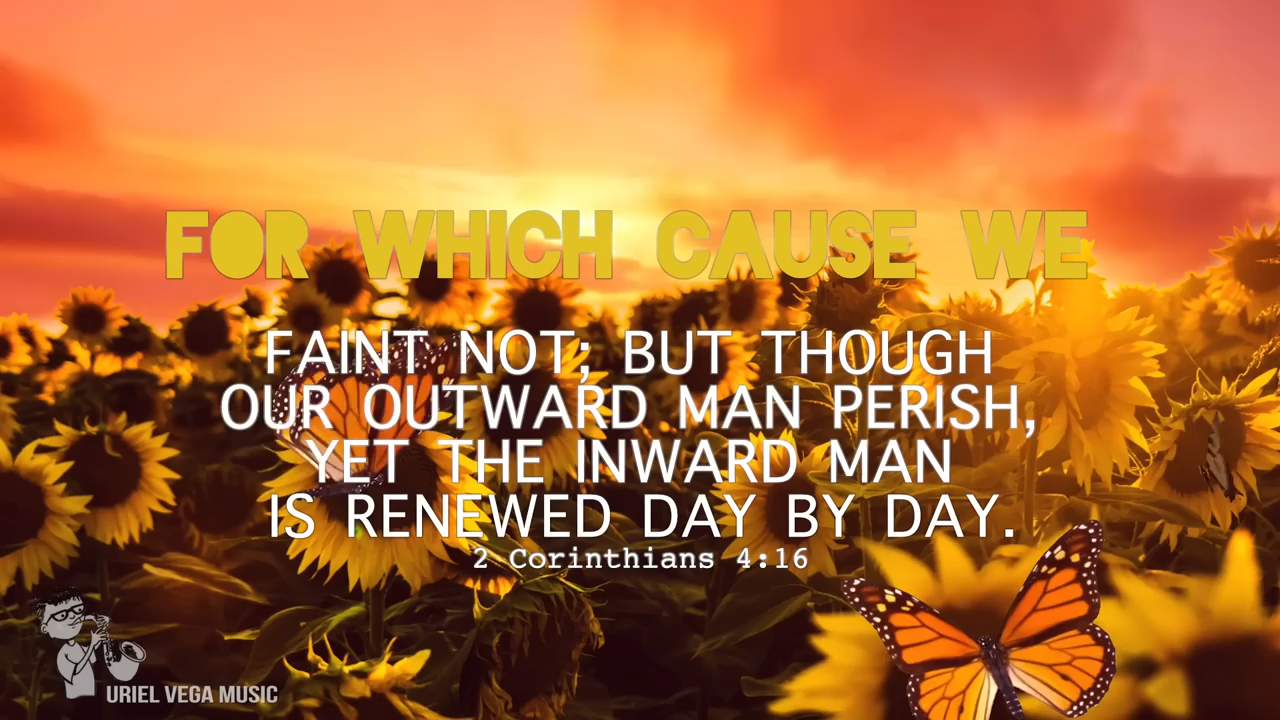 FOR WHICH CAUSE WE
FAINT NOT; BUT THOUGH
OUR OUTWARD MAN PERISH,
YET THE INWARD MAN
IS RENEWED DAY BY DAY.
2 Corinthians 4:16
URIEL VEGA MUSIC